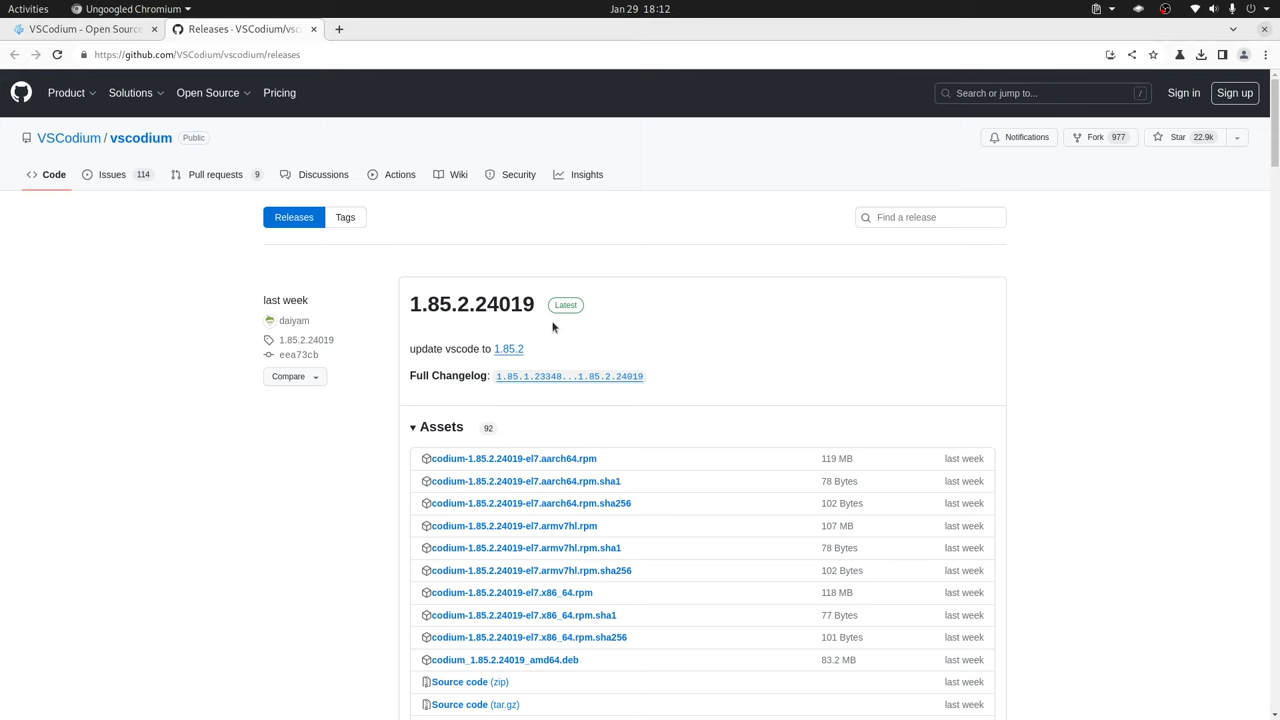 Activities Ungoogled Chromium Jan 29 18:12
VSCodium - Open Source Releases · VSCodium/vsc
https://github.com/VSCodium/vscodium/releases
Product Solutions Open Source Pricing Search or jump to... / Sign in Sign up
VSCodium / vscodium Public Notifications Fork 977 Star 22.9k
Code Issues 114 Pull requests 9 Discussions Actions Wiki Security Insights
Releases Tags Find a release
last week
daiyam
1.85.2.24019
eea73cb
Compare
1.85.2.24019 Latest
update vscode to 1.85.2
Full Changelog: 1.85.1.23348...1.85.2.24019
Assets 92
codium-1.85.2.24019-el7.aarch64.rpm 119 MB last week
codium-1.85.2.24019-el7.aarch64.rpm.sha1 78 Bytes last week
codium-1.85.2.24019-el7.aarch64.rpm.sha256 102 Bytes last week
codium-1.85.2.24019-el7.armv7hl.rpm 107 MB last week
codium-1.85.2.24019-el7.armv7hl.rpm.sha1 78 Bytes last week
codium-1.85.2.24019-el7.armv7hl.rpm.sha256 102 Bytes last week
codium-1.85.2.24019-el7.x86_64.rpm 118 MB last week
codium-1.85.2.24019-el7.x86_64.rpm.sha1 77 Bytes last week
codium-1.85.2.24019-el7.x86_64.rpm.sha256 101 Bytes last week
codium_1.85.2.24019_amd64.deb 83.2 MB last week
Source code (zip) last week
Source code (tar.gz) last week